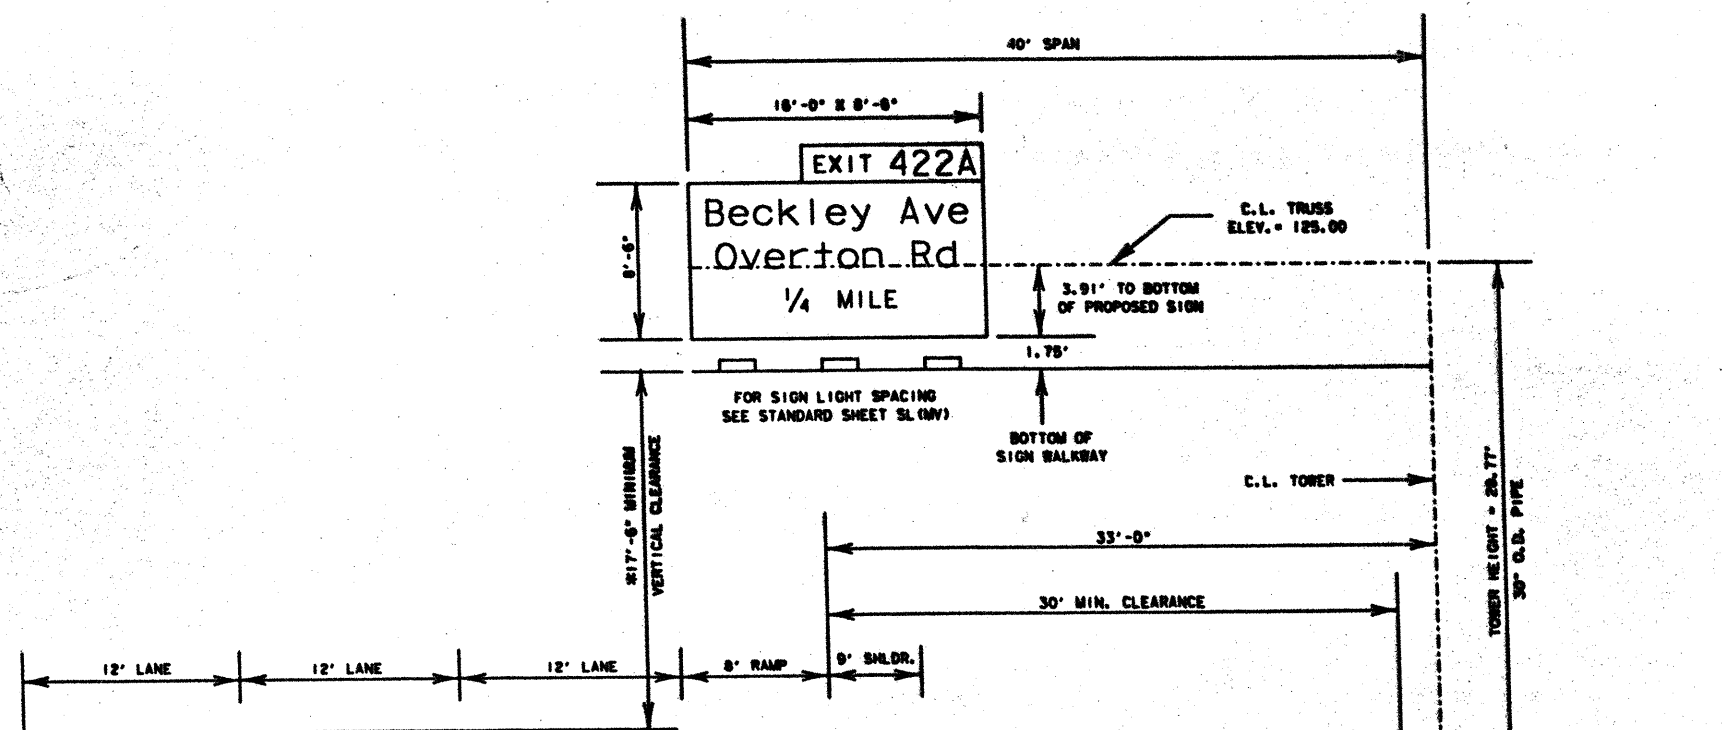 40' SPAN
16'-0" X 8'-6"
EXIT 422A
Beckley Ave
Overton Rd
1/4 MILE
8'-6"
C.L. TRUSS
ELEV.= 125.00
3.91' TO BOTTOM
OF PROPOSED SIGN
1.75'
FOR SIGN LIGHT SPACING
SEE STANDARD SHEET SL(MV)
BOTTOM OF
SIGN WALKWAY
C.L. TOWER
※17'-6" MINIMUM
VERTICAL CLEARANCE
33'-0"
30' MIN. CLEARANCE
TOWER HEIGHT = 28.77'
30" O.D. PIPE
12' LANE
12' LANE
12' LANE
8' RAMP
9' SHLDR.